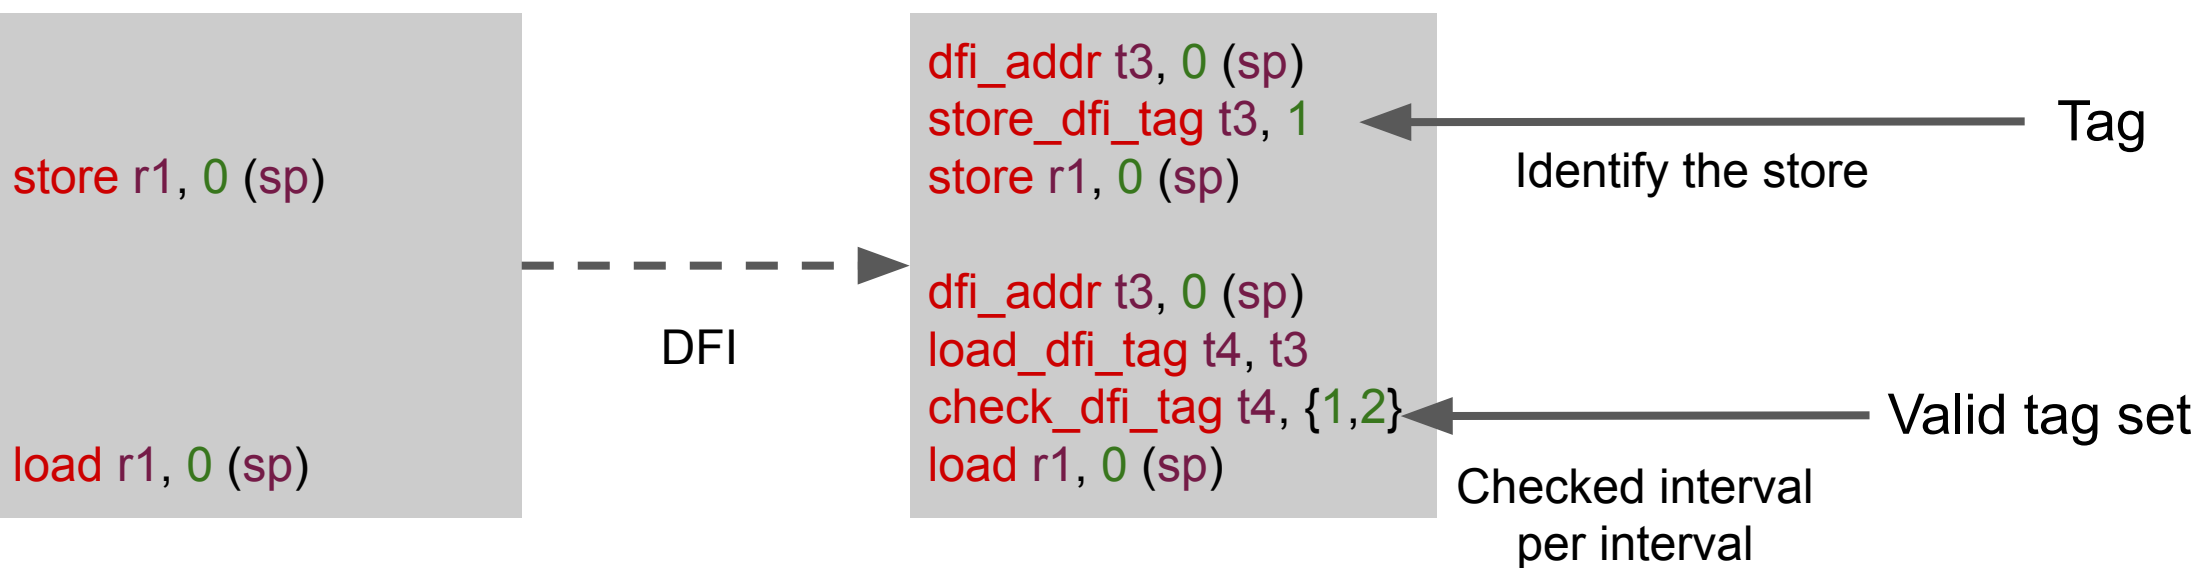 store r1, 0 (sp)
load r1, 0 (sp)
DFI
dfi_addr t3, 0 (sp)
store_dfi_tag t3, 1
store r1, 0 (sp)
dfi_addr t3, 0 (sp)
load_dfi_tag t4, t3
check_dfi_tag t4, {1,2}
load r1, 0 (sp)
Tag
Identify the store
Valid tag set
Checked interval
per interval